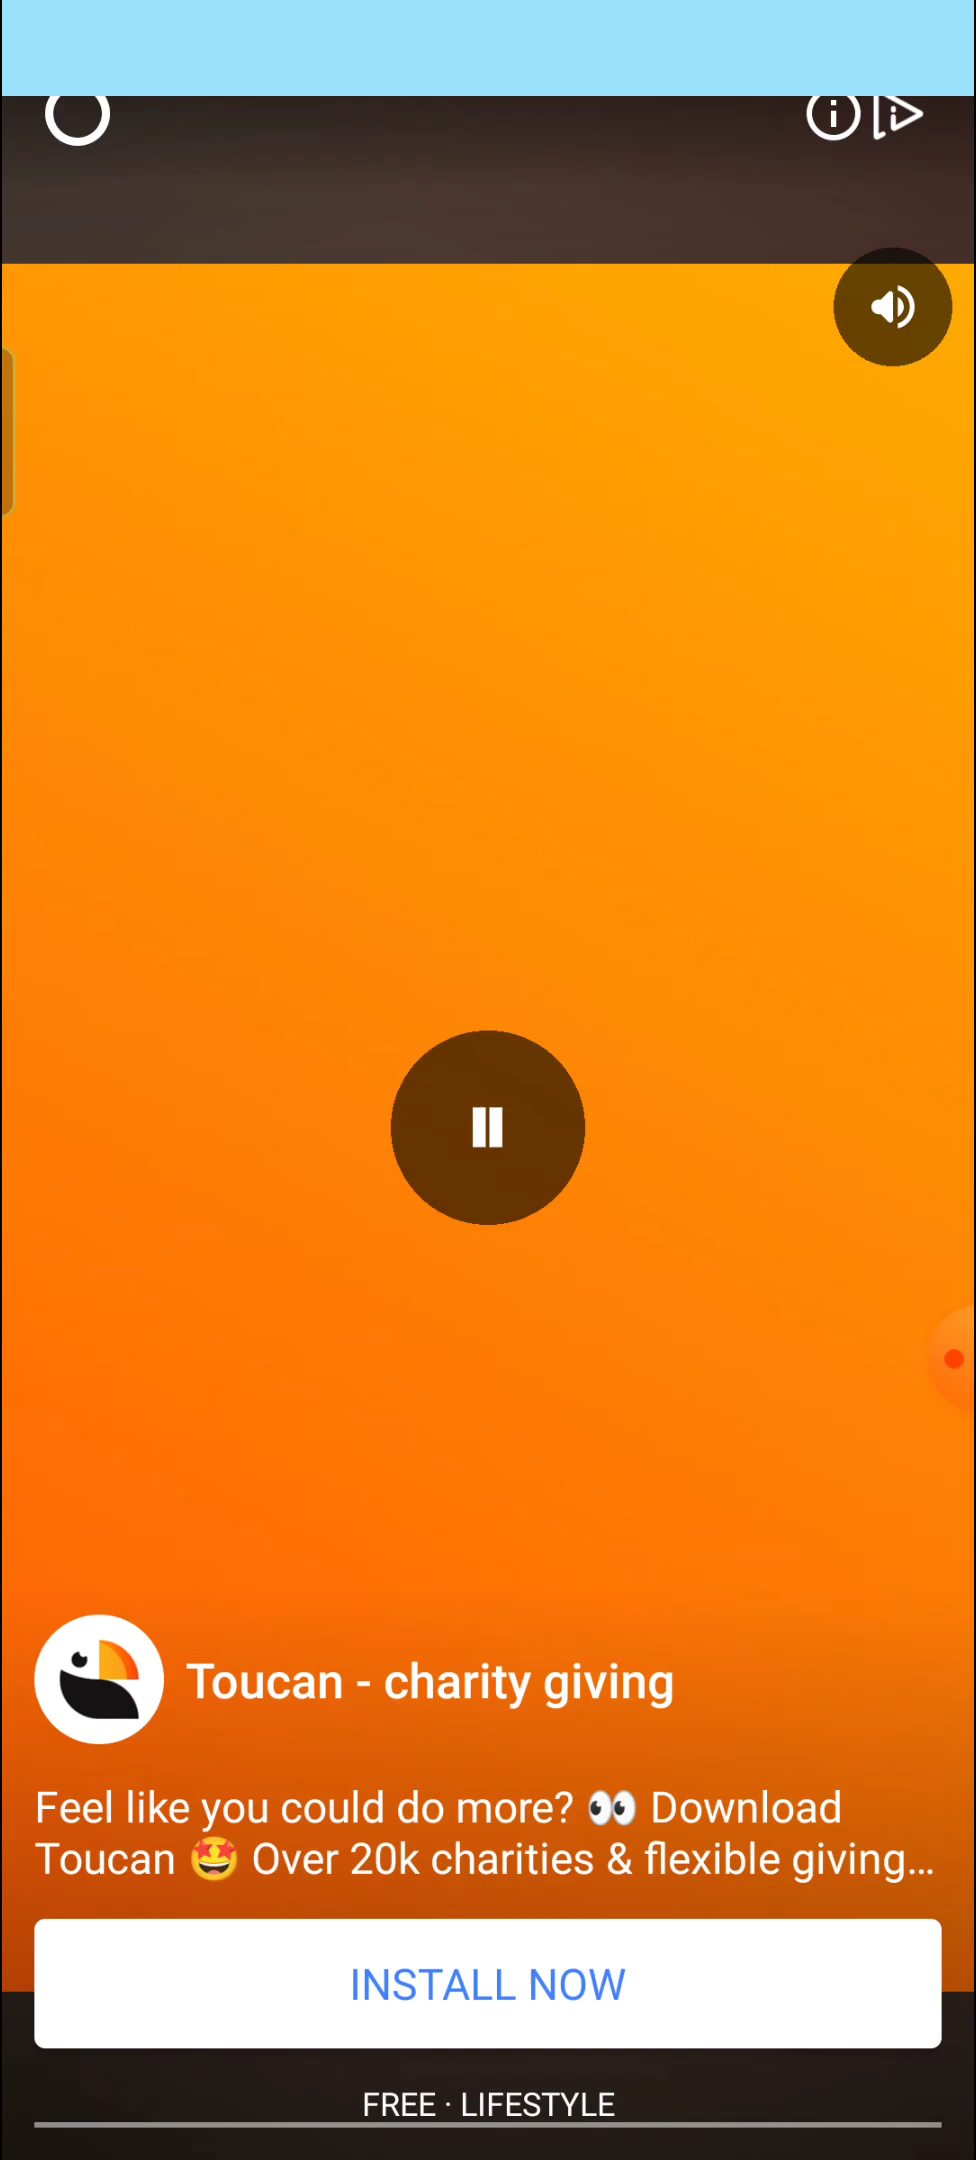 Toucan - charity giving
Feel like you could do more? 👀 Download
Toucan 🤩 Over 20k charities & flexible giving...
INSTALL NOW
FREE · LIFESTYLE